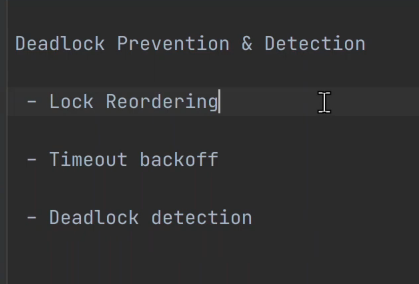 Deadlock Prevention & Detection
- Lock Reordering
- Timeout backoff
- Deadlock detection